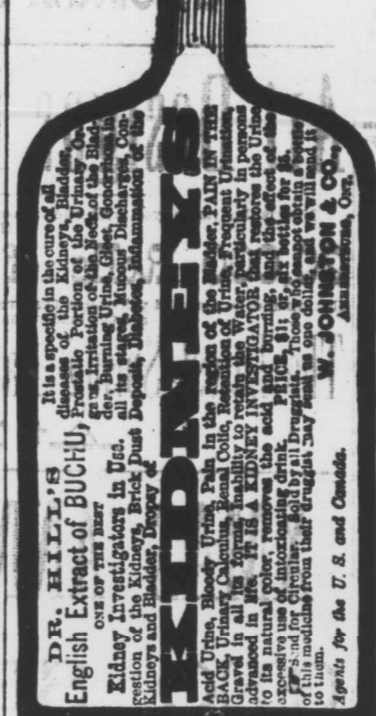 DR. HILL'S
English Extract of BUCHU,
ONE OF THE BEST
Kidney Investigators in Use.
It is a specific in the cure of all
diseases of the Kidneys, Bladder,
Prostatic Portion of the Urinary Or-
gans, Irritation of the Neck of the Blad-
der, Burning Urine, Gleet, Gonorrhœa in
all its stages, Mucous Discharges, Con-
gestion of the Kidneys, Brick Dust Deposit, Diabetes, Inflammation of the
Kidneys and Bladder, Dropsy of
KIDNEYS
Acid Urine, Bloody Urine, Pain in the region of the Bladder, PAIN IN THE
BACK, Urinary Calculus, Renal Colic, Retention of Urine, Frequent Urination,
Gravel in all its forms, Inability to retain the Water, particularly in persons
advanced in life. IT IS A KIDNEY INVESTIGATOR that restores the Urine
to its natural color, removes the acid and burning, and the effect of the
excessive use of intoxicating drink. PRICE, $1; or, six bottles for $5.
Send for Circular. Sold by all Druggists. Those who cannot obtain a bottle
of this medicine from their druggist may send us one dollar, and we will send it
to them.
W. JOHNSTON & CO.,
AMHERSTBURG, ONT.
Agents for the U. S. and Canada.